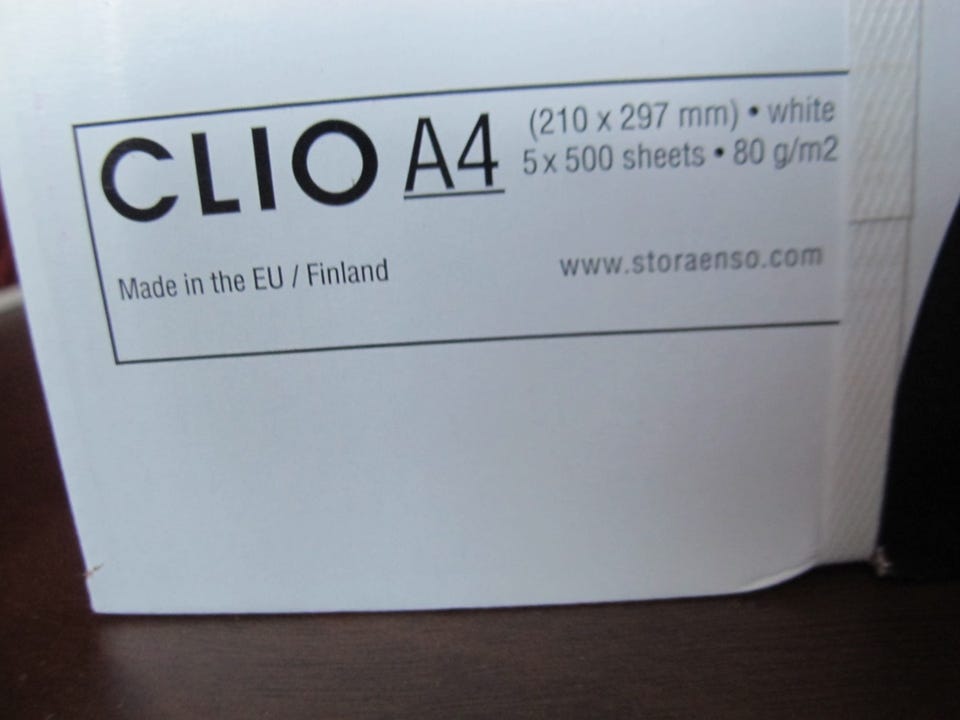 CLIO A4 (210 x 297 mm) • white
5 x 500 sheets • 80 g/m2
Made in the EU / Finland
www.storaenso.com